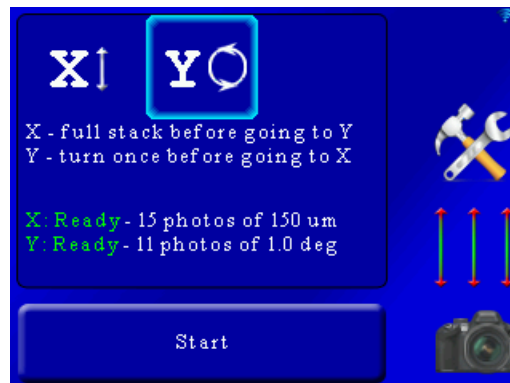 X
Y
X - full stack before going to Y
Y - turn once before going to X
X: Ready - 15 photos of 150 um
Y: Ready - 11 photos of 1.0 deg
Start